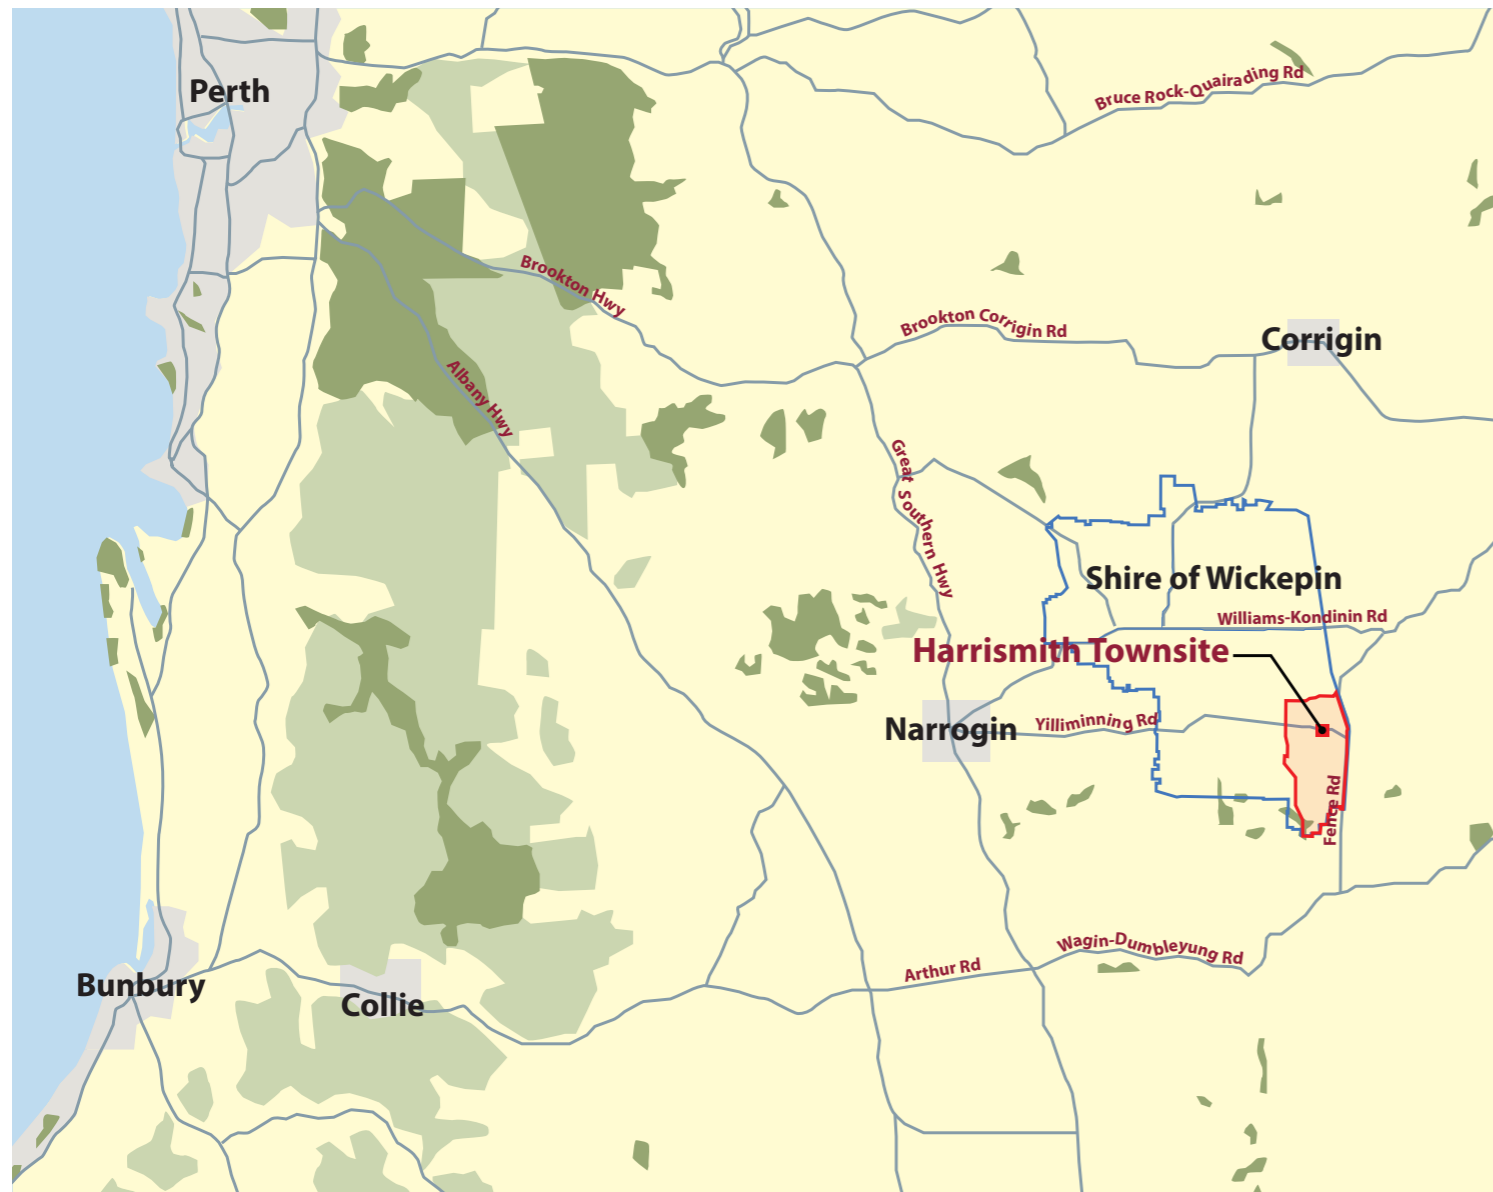 Perth
Bruce Rock-Quairading Rd
Brookton Hwy
Brookton Corrigin Rd
Corrigin
Albany Hwy
Great Southern Hwy
Shire of Wickepin
Williams-Kondinin Rd
Harrismith Townsite
Narrogin
Yilliminning Rd
Fence Rd
Wagin-Dumbleyung Rd
Arthur Rd
Bunbury
Collie